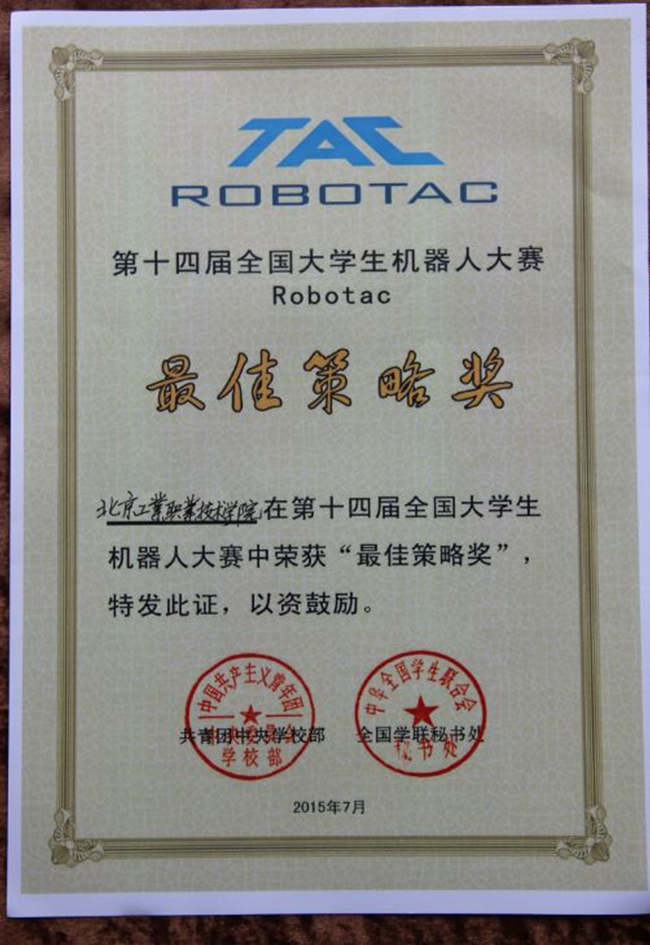 TAC
ROBOTAC
第十四届全国大学生机器人大赛
Robotac
最佳策略奖
北京工业职业技术学院在第十四届全国大学生
机器人大赛中荣获“最佳策略奖”，
特发此证，以资鼓励。
中国共产主义青年团
学校部
中华全国学生联合会
秘书处
共青团中央学校部 全国学联秘书处
2015年7月